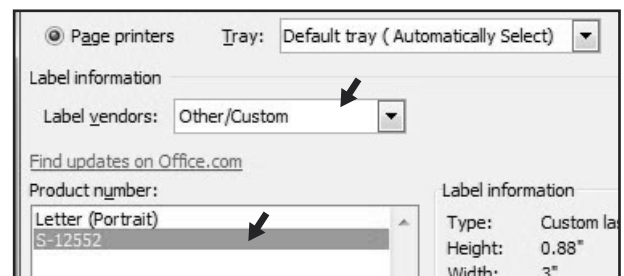 Page printers Tray: Default tray ( Automatically Select)
Label information
Label vendors: Other/Custom
Find updates on Office.com
Product number:
Letter (Portrait)
S-12552
Label information
Type: Custom
Height: 0.88"
Width: 3"